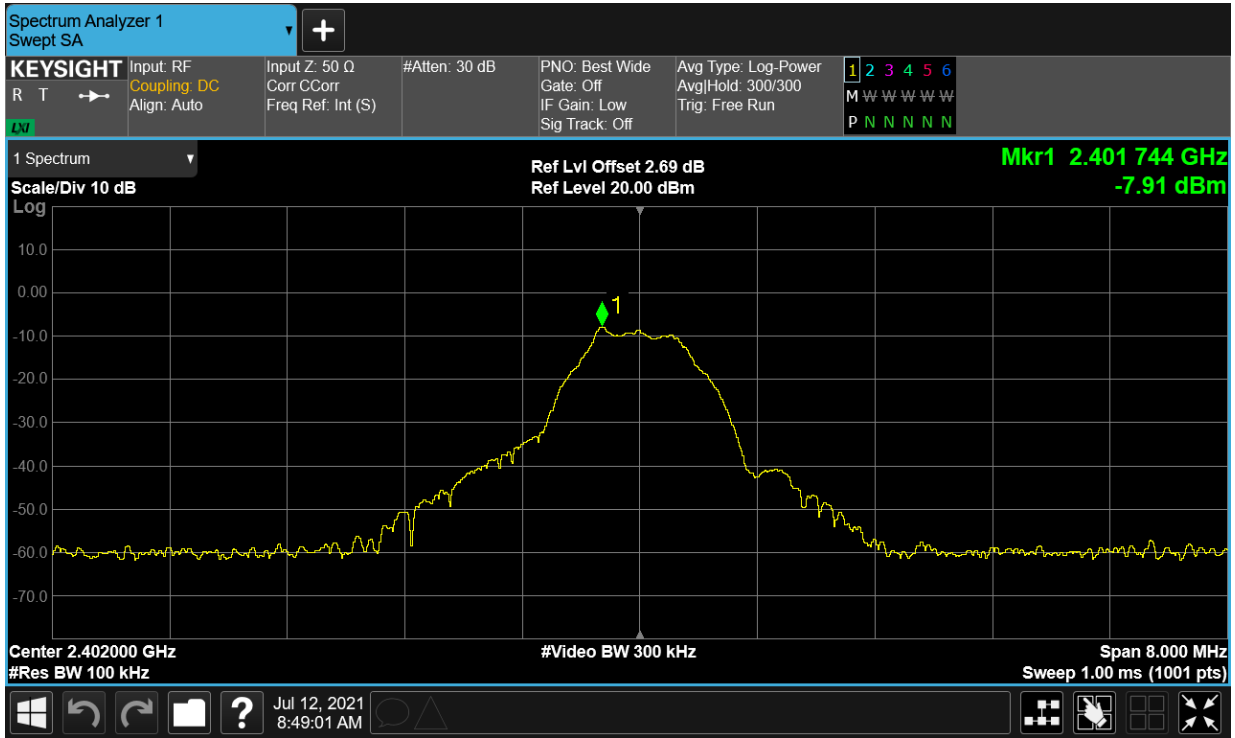 Spectrum Analyzer 1
Swept SA
+
KEYSIGHT
R T
LXI
Input: RF
Coupling: DC
Align: Auto
Input Z: 50 Ω
Corr CCorr
Freq Ref: Int (S)
#Atten: 30 dB
PNO: Best Wide
Gate: Off
IF Gain: Low
Sig Track: Off
Avg Type: Log-Power
Avg|Hold: 300/300
Trig: Free Run
1 2 3 4 5 6
M W W W W W
P N N N N N
1 Spectrum
Scale/Div 10 dB
Log
Ref Lvl Offset 2.69 dB
Ref Level 20.00 dBm
Mkr1 2.401 744 GHz
-7.91 dBm
10.0
0.00
-10.0
-20.0
-30.0
-40.0
-50.0
-60.0
-70.0
1
Center 2.402000 GHz
#Res BW 100 kHz
#Video BW 300 kHz
Span 8.000 MHz
Sweep 1.00 ms (1001 pts)
?
Jul 12, 2021
8:49:01 AM